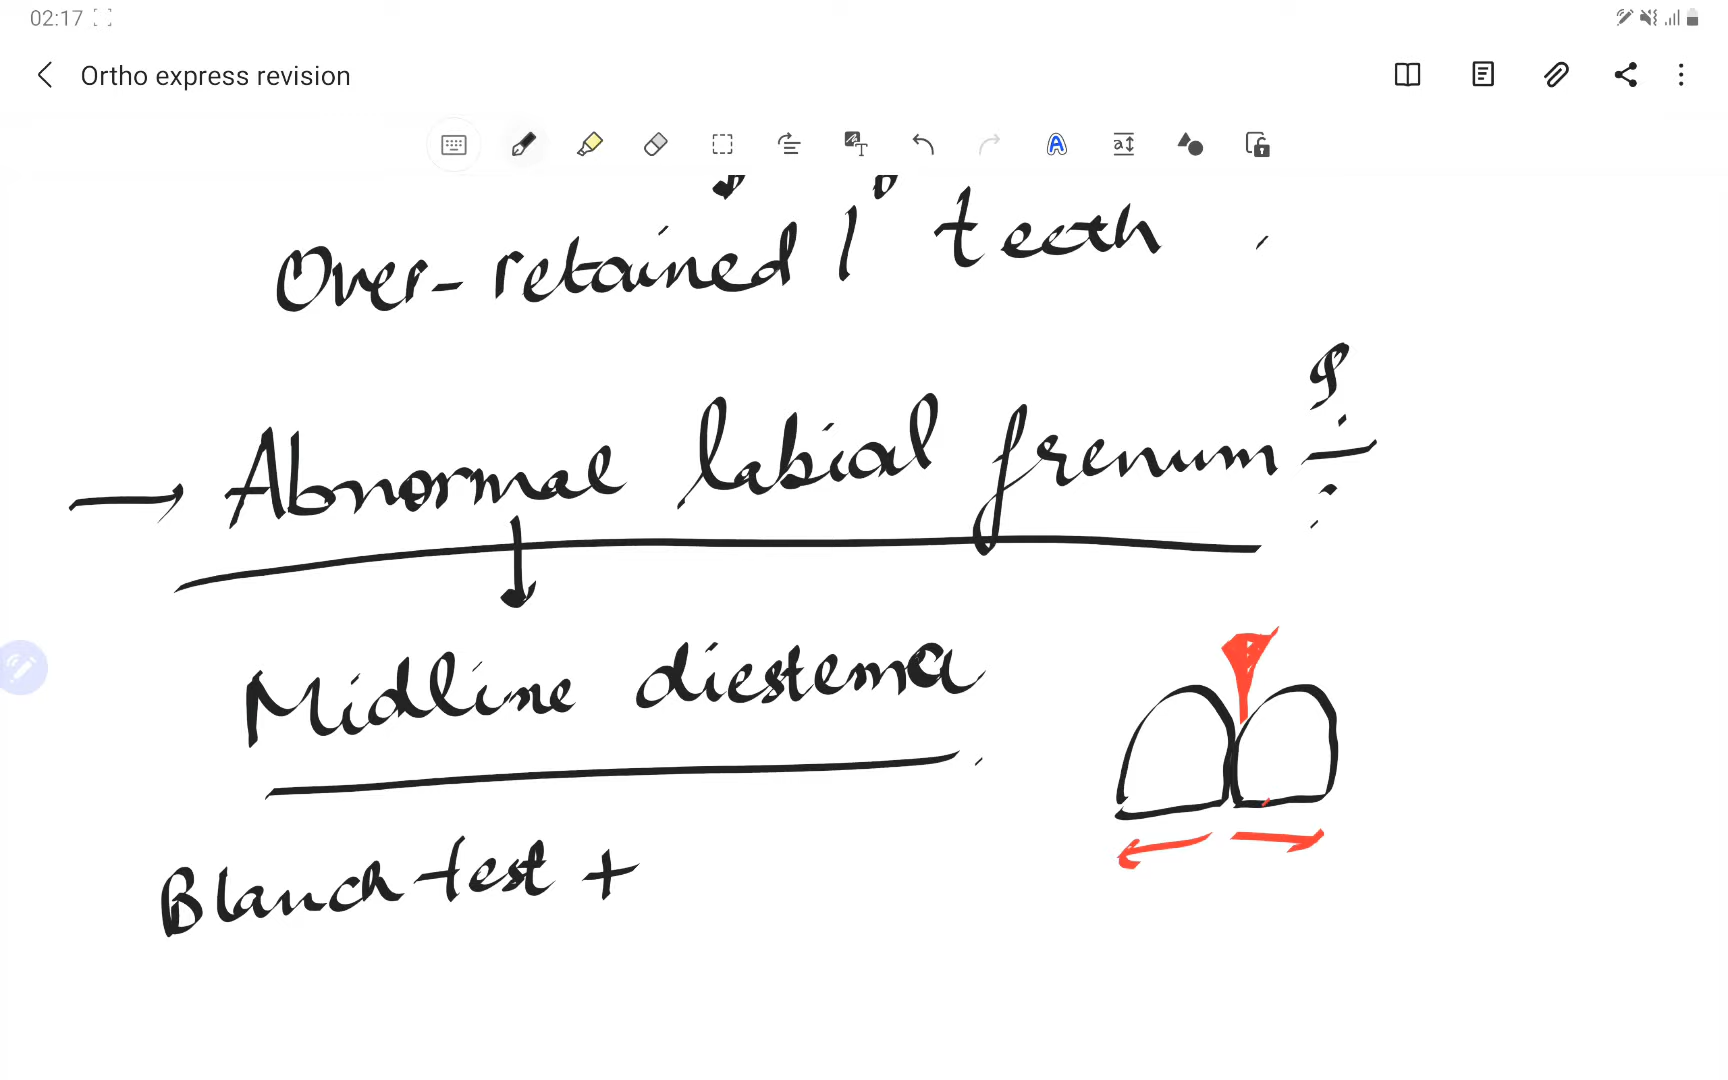 02:17
Ortho express revision
Over-retained 1° teeth .
→ Abnormal labial frenum
Midline diestema .
Blanch test +